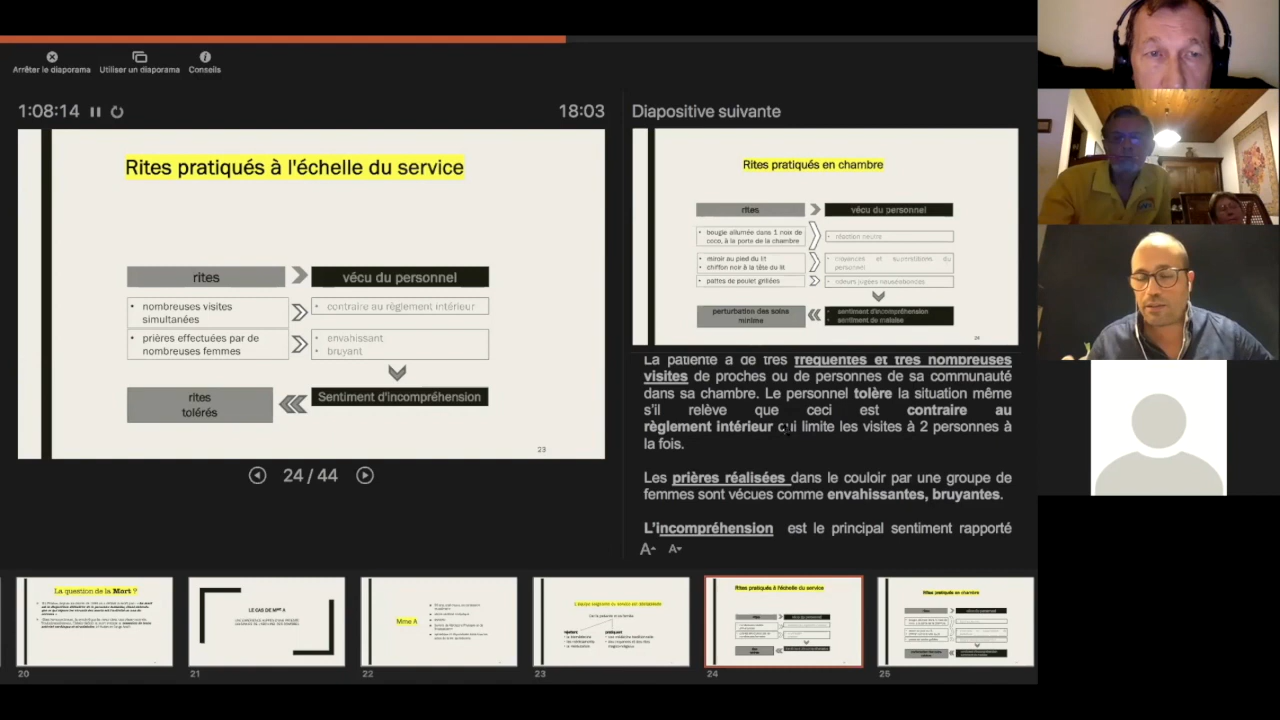 Arrêter le diaporama
Utiliser un diaporama
Conseils
1:08:14
18:03
Rites pratiqués à l'échelle du service
rites
vécu du personnel
• nombreuses visites
simultanées
• contraire au règlement intérieur
• prières effectuées par de
nombreuses femmes
• envahissant
• bruyant
rites
tolérés
Sentiment d'incompréhension
23
24 / 44
Diapositive suivante
Rites pratiqués en chambre
rites
vécu du personnel
• bougie allumée dans 1 noix de
coco, à la porte de la chambre
• réaction neutre
• miroir au pied du lit
• chiffon noir à la tête du lit
personnel
• pattes de poulet grillées
• odeurs jugées nauséabondes
perturbation des soins
minime
• sentiment d'incompréhension
• sentiment de malaise
24
La patiente a de très fréquentes et très nombreuses
visites de proches ou de personnes de sa communauté
dans sa chambre. Le personnel tolère la situation même
s'il relève que ceci est contraire au
règlement intérieur qui limite les visites à 2 personnes à
la fois.
Les prières réalisées dans le couloir par une groupe de
femmes sont vécues comme envahissantes, bruyantes.
L'incompréhension est le principal sentiment rapporté
A A
La question de la Mort ?
20
LE CAS DE Mme A
21
Mme A
22
23
Rites pratiqués à l'échelle du service
24
Rites pratiqués en chambre
25